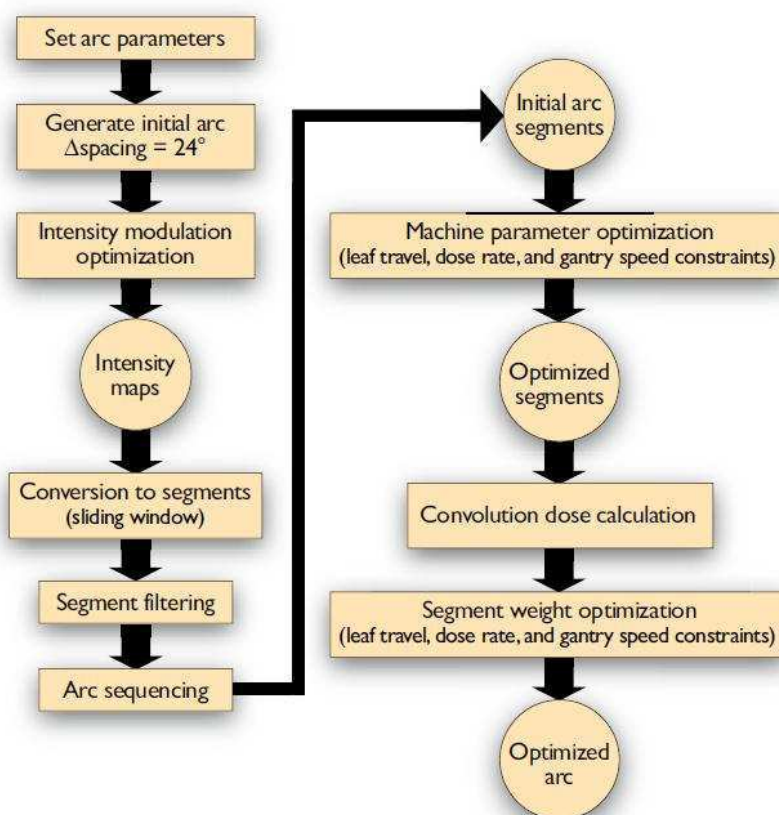 Set arc parameters
Generate initial arc
Δspacing = 24°
Intensity modulation
optimization
Intensity
maps
Conversion to segments
(sliding window)
Segment filtering
Arc sequencing
Initial arc
segments
Machine parameter optimization
(leaf travel, dose rate, and gantry speed constraints)
Optimized
segments
Convolution dose calculation
Segment weight optimization
(leaf travel, dose rate, and gantry speed constraints)
Optimized
arc